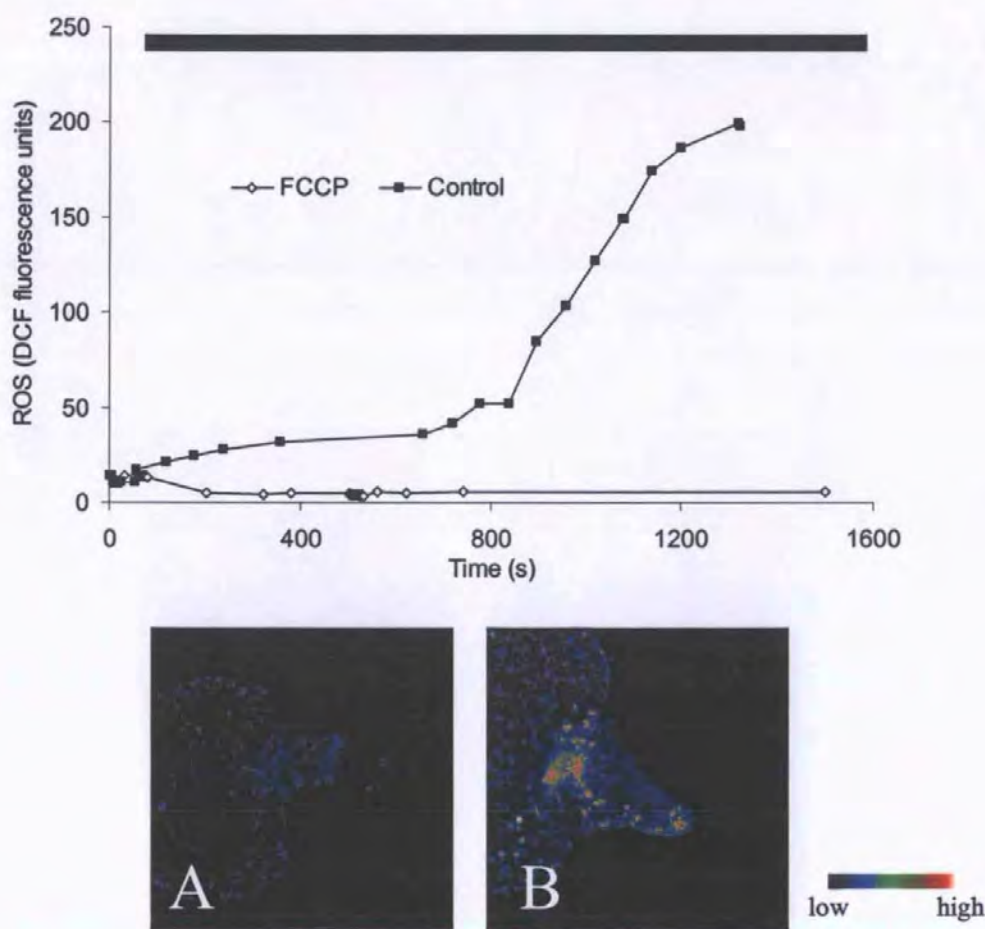 250
200
150
100
50
0
ROS (DCF fluorescence units)
FCCP Control
0 400 800 1200 1600
Time (s)
A B
low high